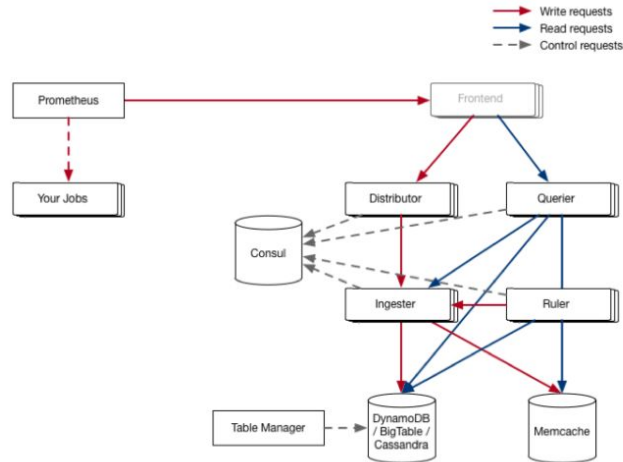 Write requests
Read requests
Control requests
Prometheus
Frontend
Your Jobs
Distributor
Querier
Consul
Ingester
Ruler
Table Manager
DynamoDB
/ BigTable /
Cassandra
Memcache